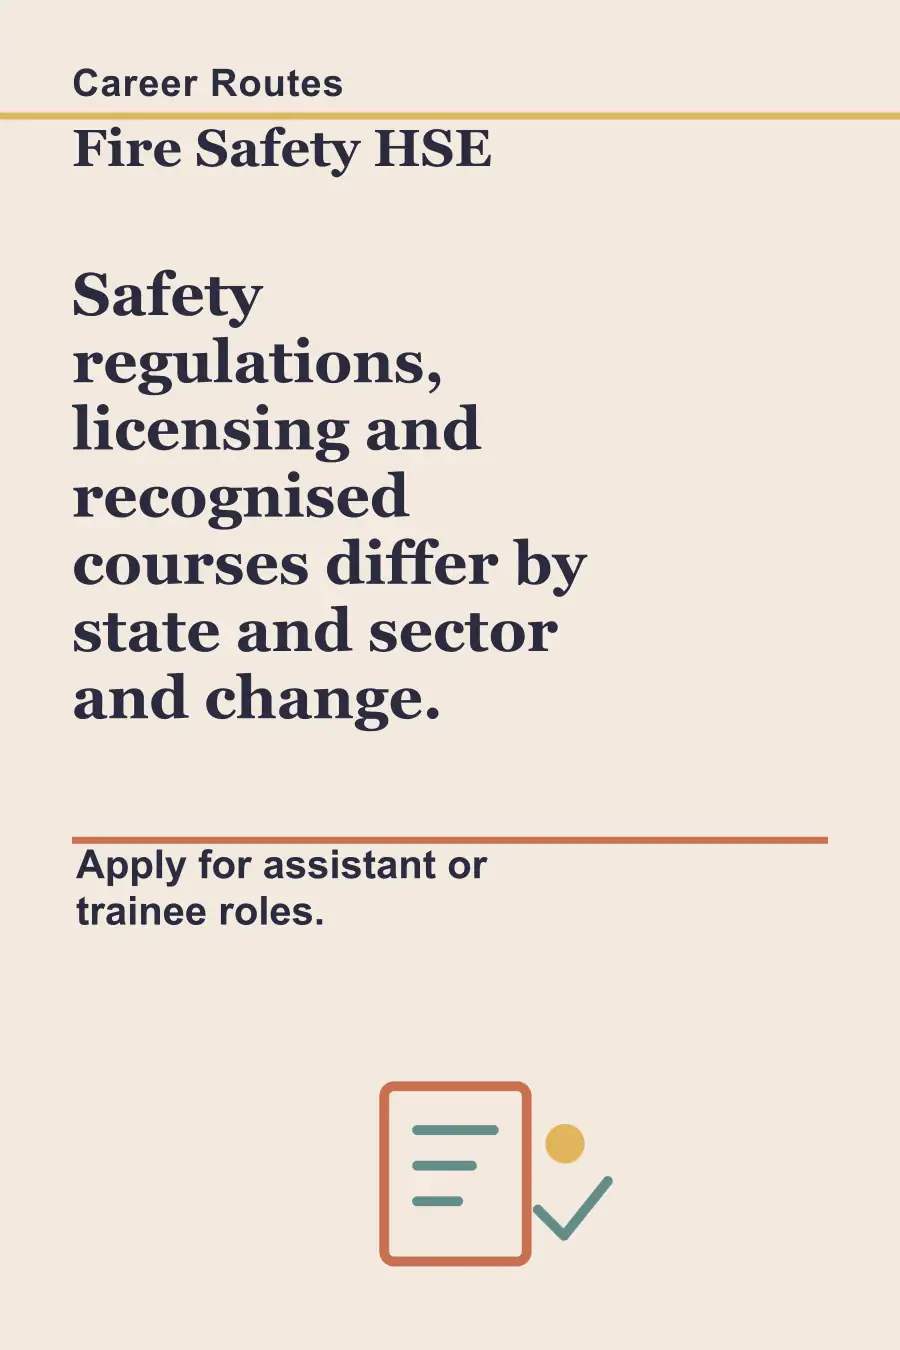 Career Routes
Fire Safety HSE
Safety
regulations,
licensing and
recognised
courses differ by
state and sector
and change.
Apply for assistant or
trainee roles.